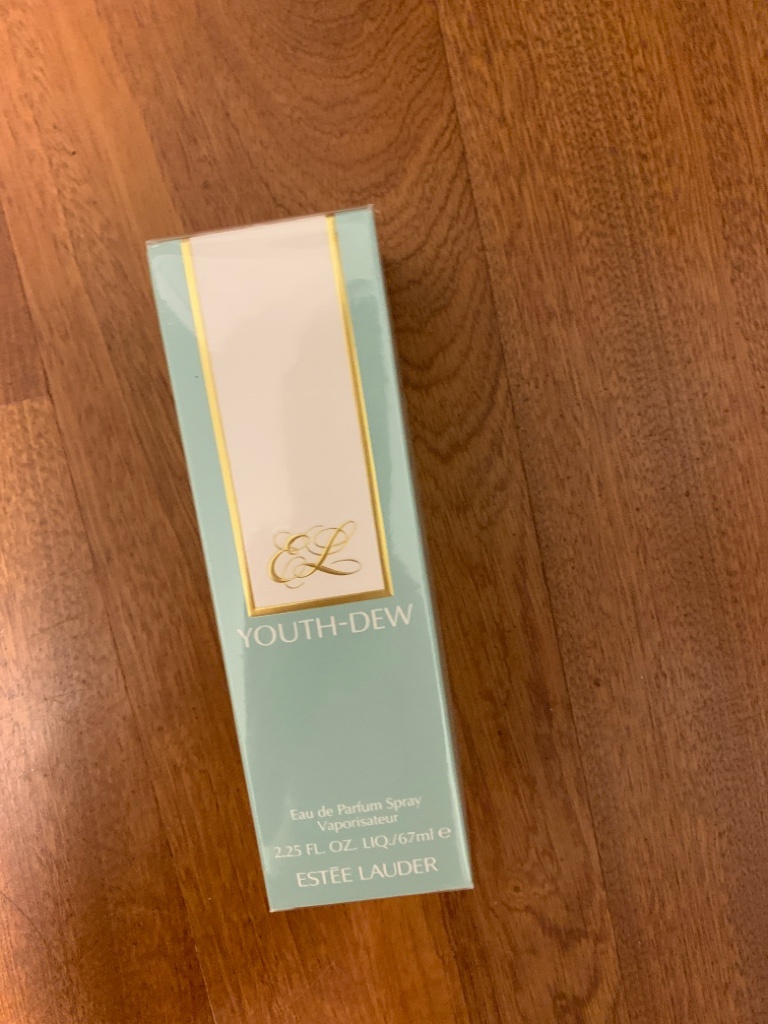 EL
YOUTH-DEW
Eau de Parfum Spray
Vaporisateur
2.25 FL. OZ. LIQ./67ml ℮
ESTĒE LAUDER